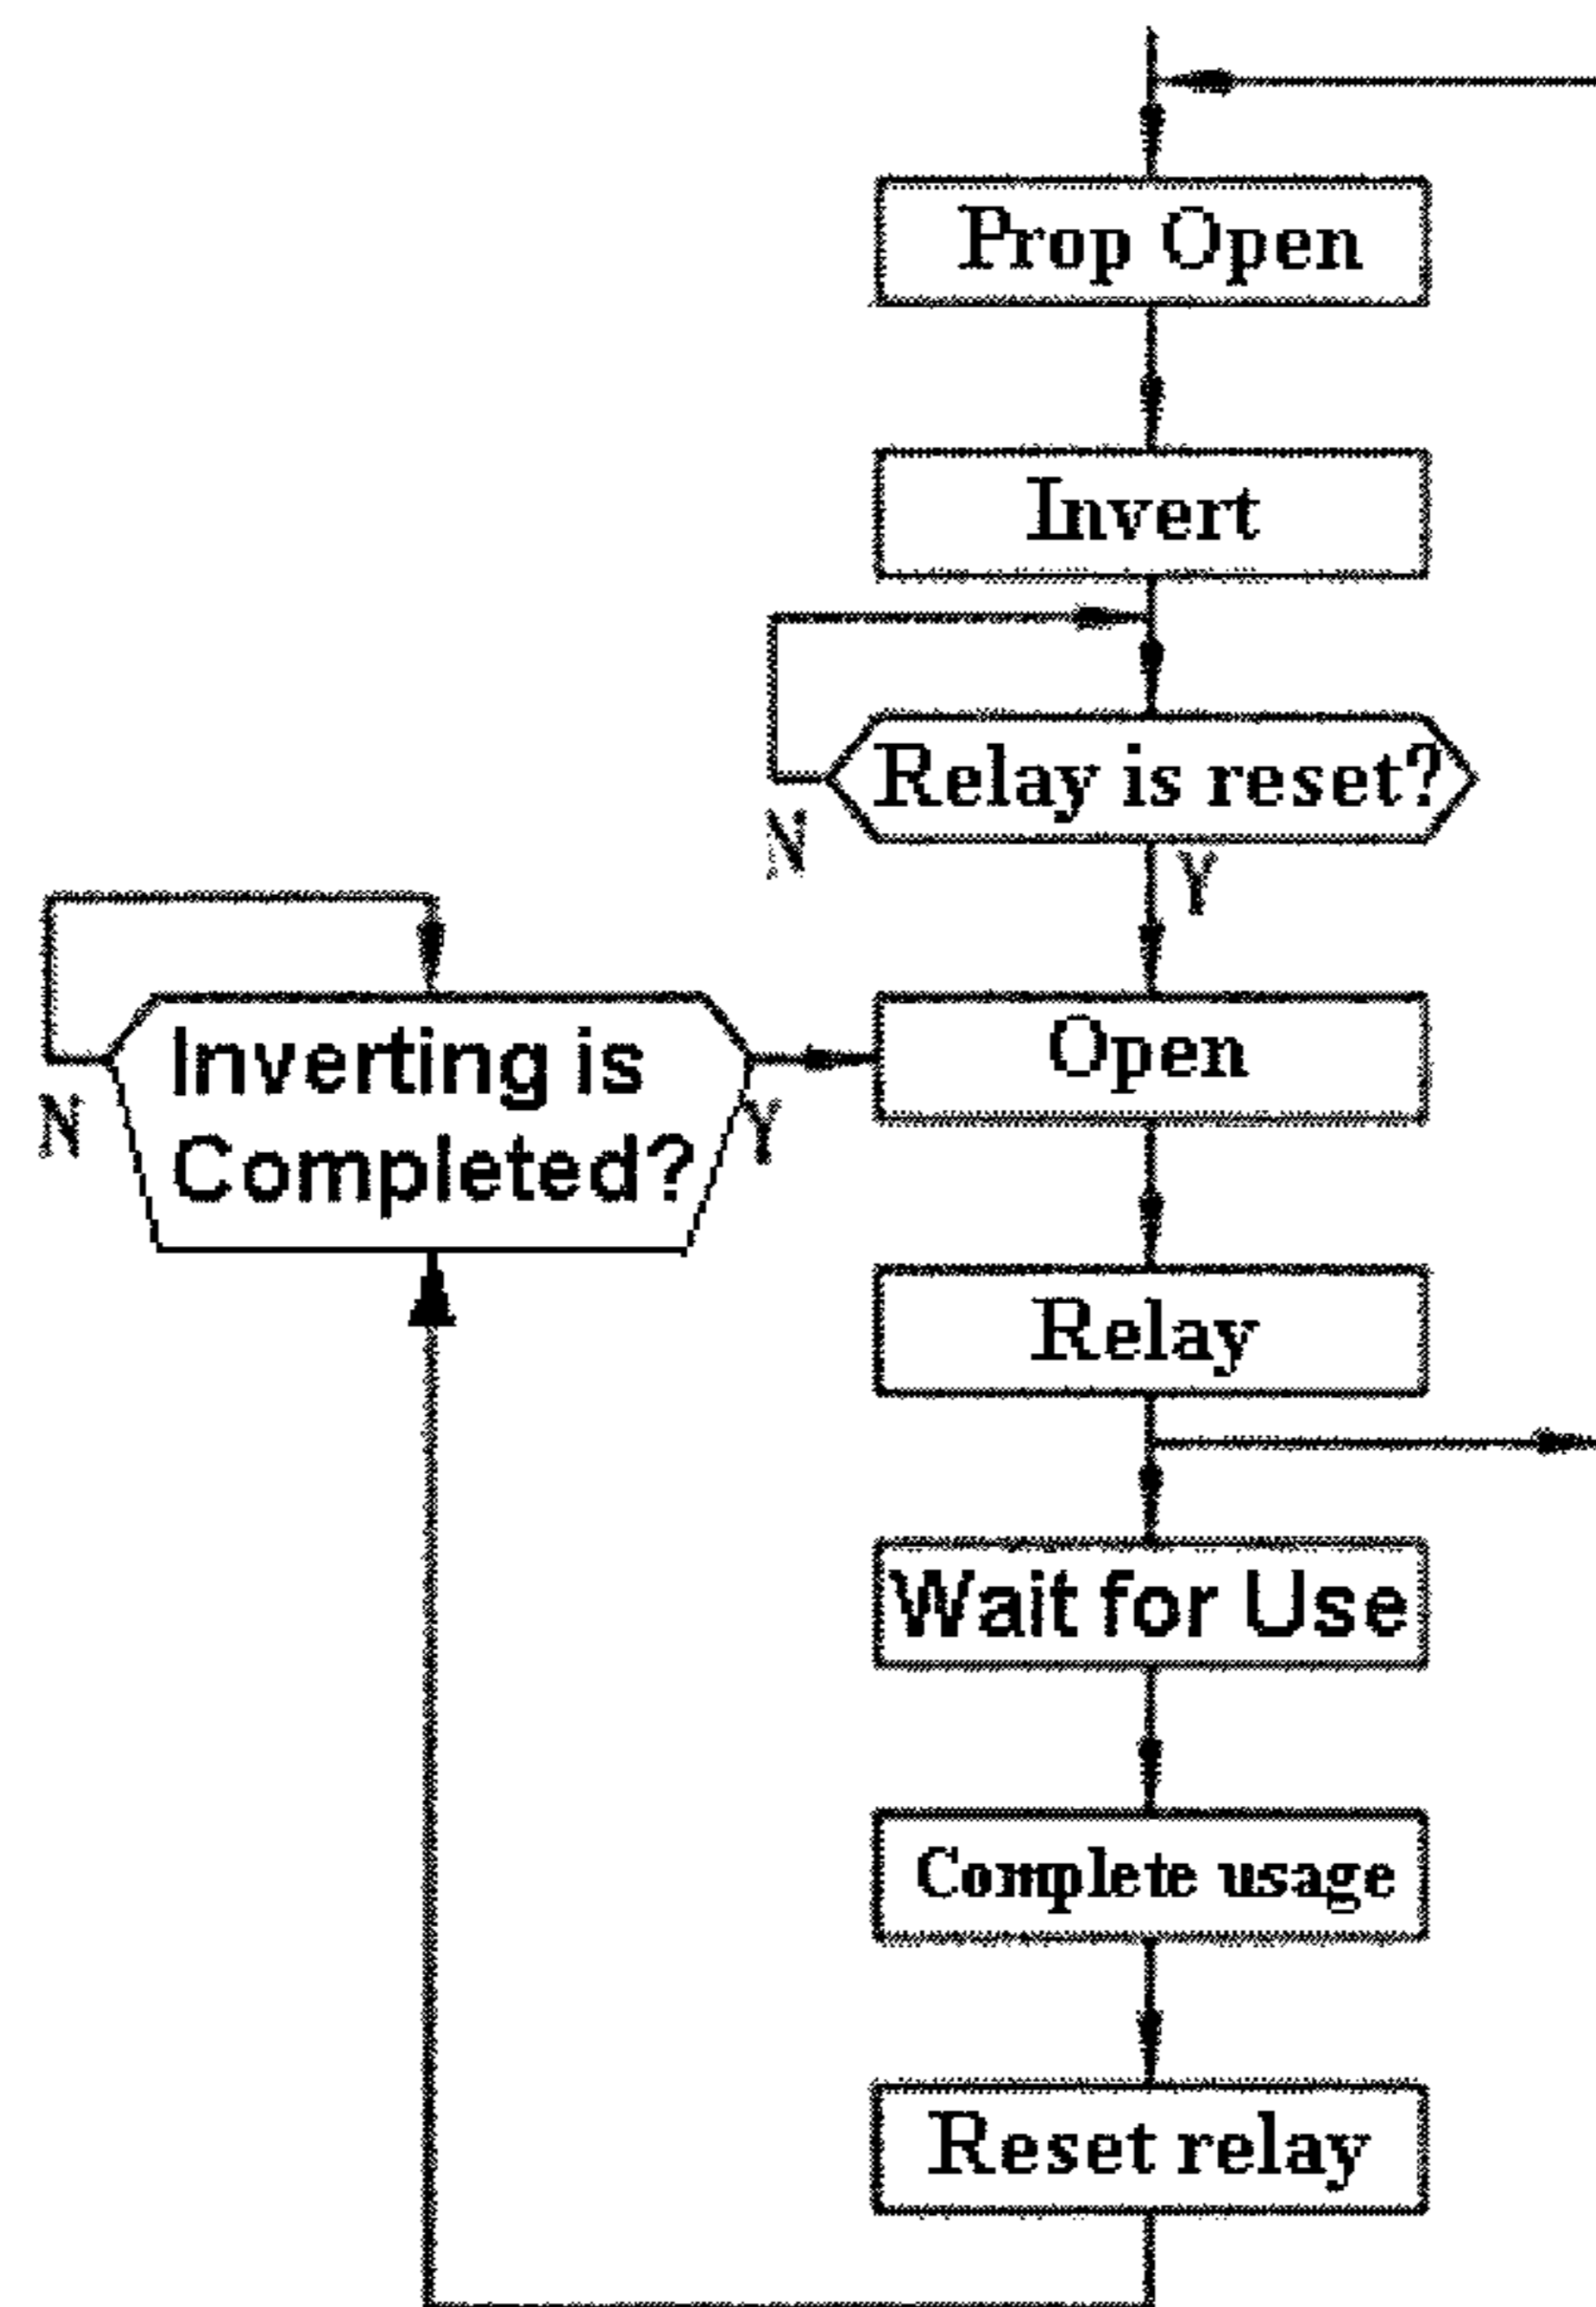 Prop Open
Invert
Relay is reset?
N
Y
Inverting is
Completed?
N
Y
Open
Relay
Wait for Use
Complete usage
Reset relay